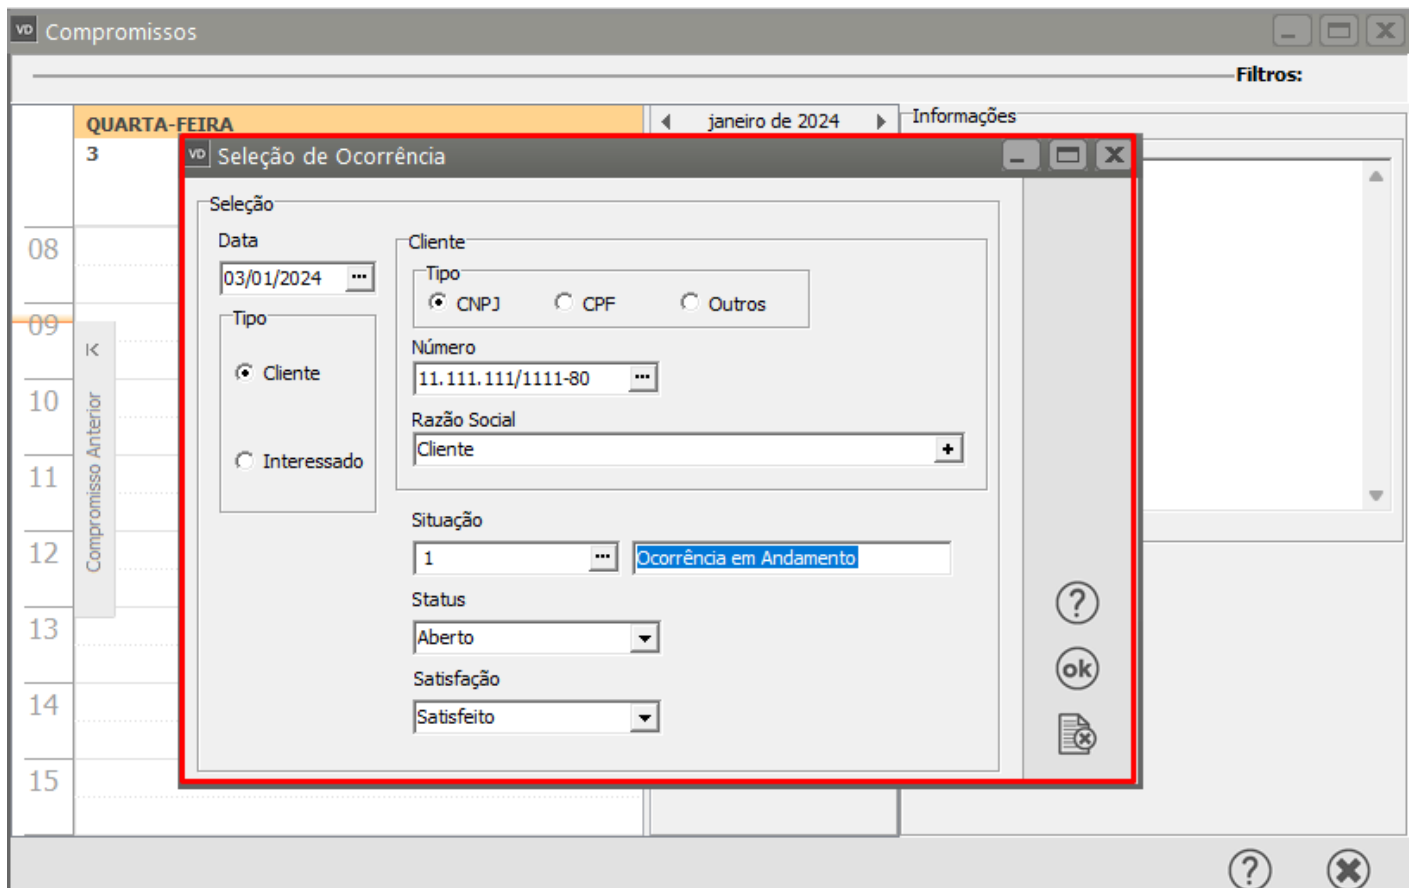 VD Compromissos
Filtros:
QUARTA-FEIRA
3
janeiro de 2024
Informações
VD Seleção de Ocorrência
Seleção
Data
03/01/2024 ...
Tipo
Cliente
Interessado
Cliente
Tipo
CNPJ CPF Outros
Número
11.111.111/1111-80 ...
Razão Social
Cliente +
Situação
1 ... Ocorrência em Andamento
Status
Aberto
Satisfação
Satisfeito
?
ok
08
09
10
11
12
13
14
15
Compromisso Anterior
?